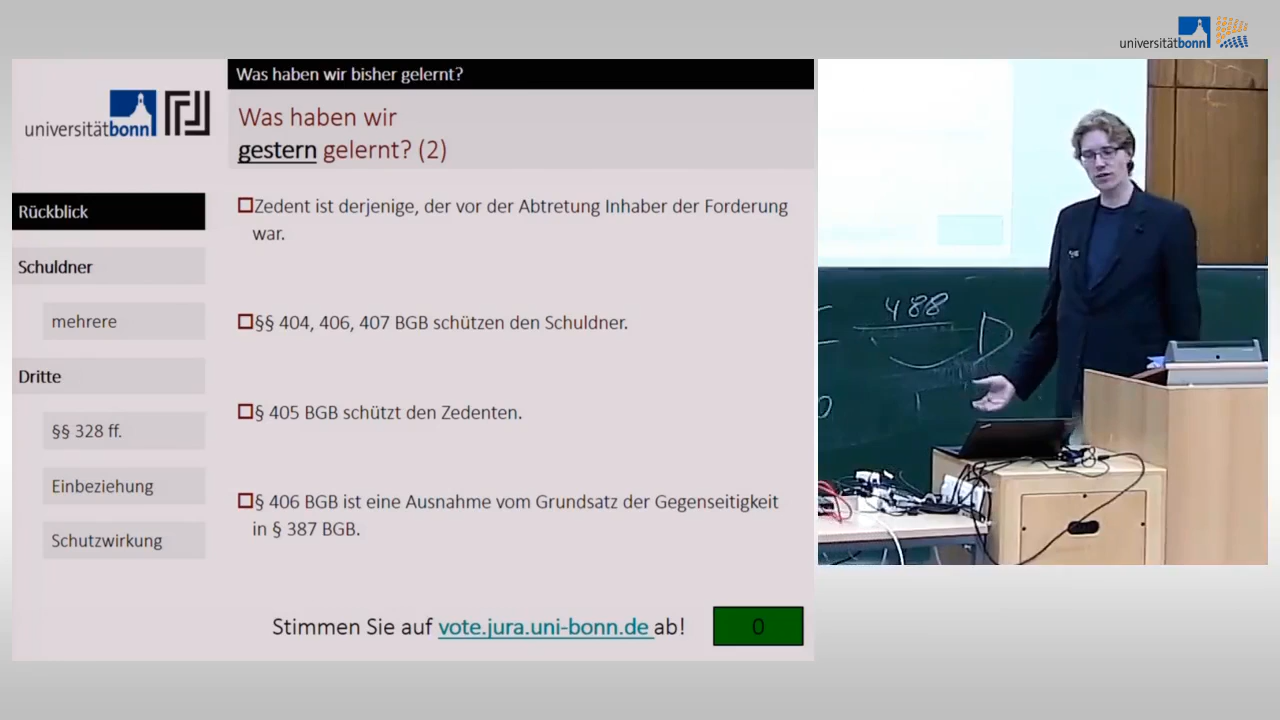 universitätbonn
Was haben wir bisher gelernt?
universitätbonn
Was haben wir
gestern gelernt? (2)
Rückblick
Schuldner
mehrere
Dritte
§§ 328 ff.
Einbeziehung
Schutzwirkung
Zedent ist derjenige, der vor der Abtretung Inhaber der Forderung
war.
§§ 404, 406, 407 BGB schützen den Schuldner.
§ 405 BGB schützt den Zedenten.
§ 406 BGB ist eine Ausnahme vom Grundsatz der Gegenseitigkeit
in § 387 BGB.
Stimmen Sie auf vote.jura.uni-bonn.de ab!
0
488
D